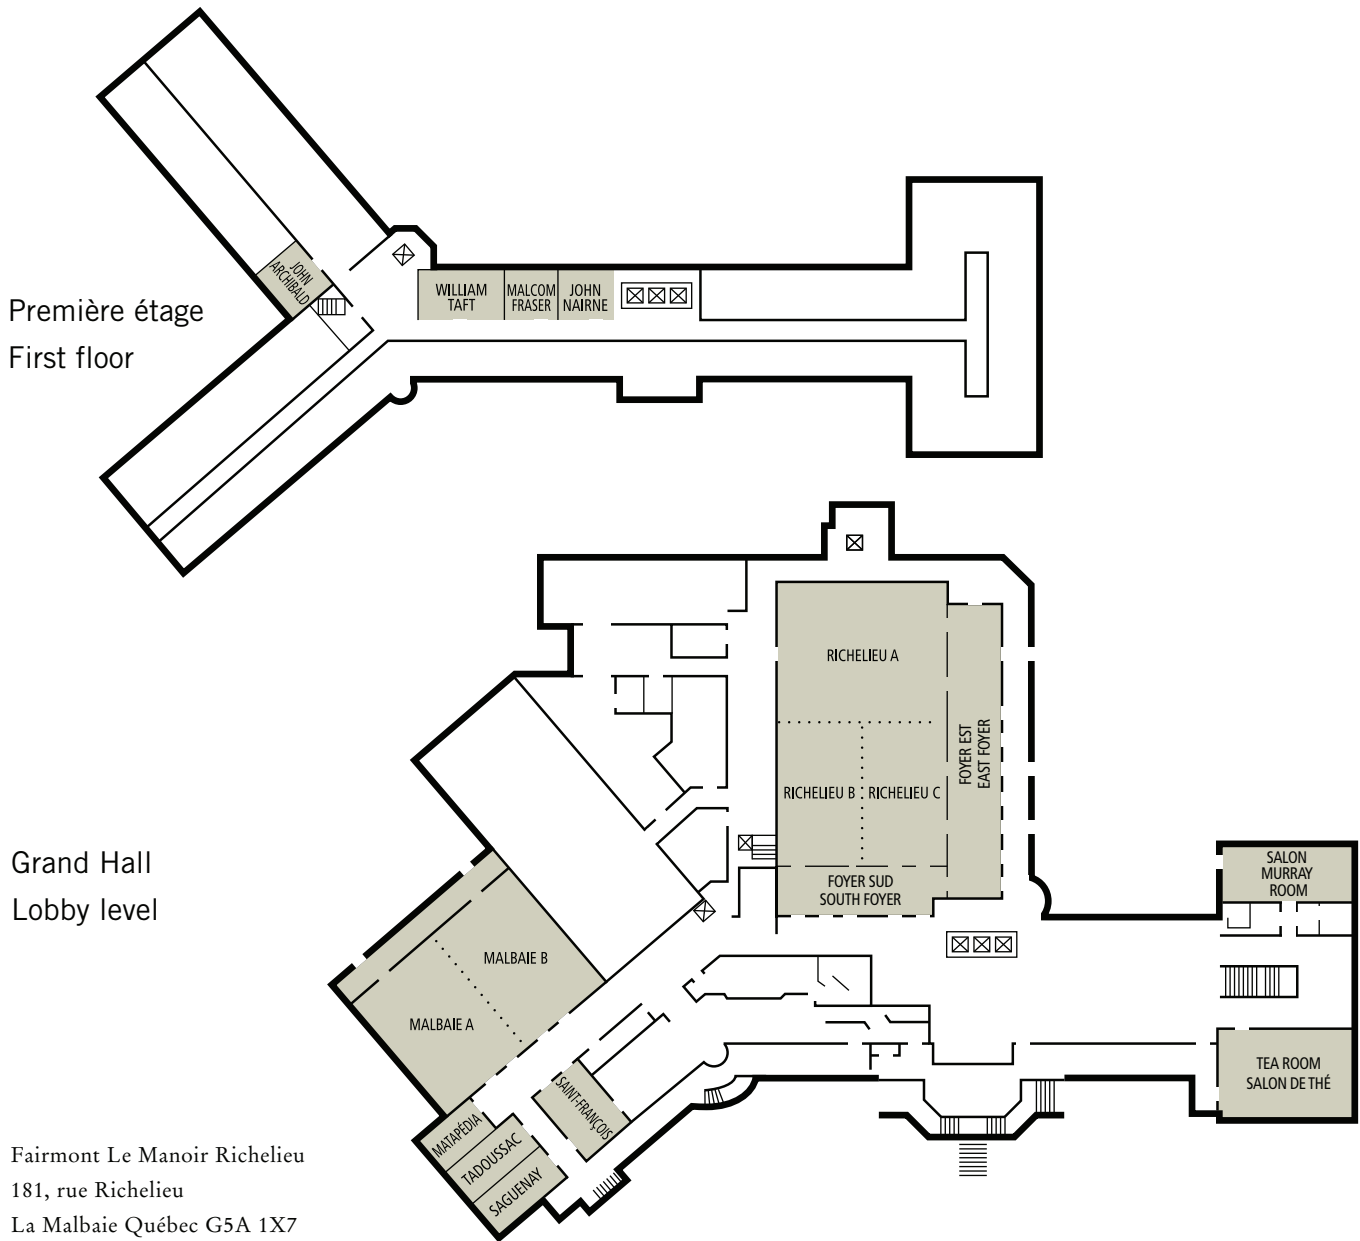 JOHN
ARCHIBALD
WILLIAM
TAFT
MALCOM
FRASER
JOHN
NAIRNE
Première étage
First floor
RICHELIEU A
FOYER EST
EAST FOYER
RICHELIEU B
RICHELIEU C
FOYER SUD
SOUTH FOYER
Grand Hall
Lobby level
SALON
MURRAY
ROOM
MALBAIE B
MALBAIE A
TEA ROOM
SALON DE THÉ
SAINT-FRANÇOIS
MATAPÉDIA
TADOUSSAC
SAGUENAY
Fairmont Le Manoir Richelieu
181, rue Richelieu
La Malbaie Québec G5A 1X7